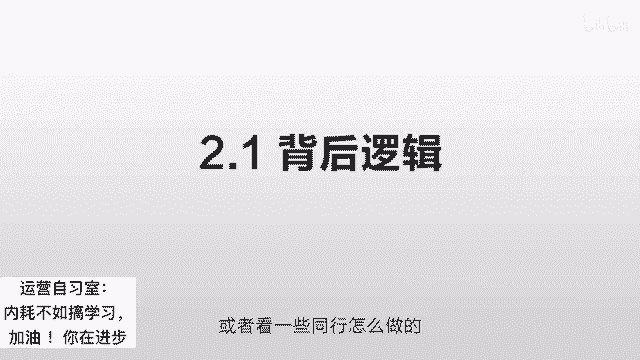 bilibili
2.1 背后逻辑
运营自习室：
内耗不如搞学习，
加油！你在进步
或者看一些同行怎么做的